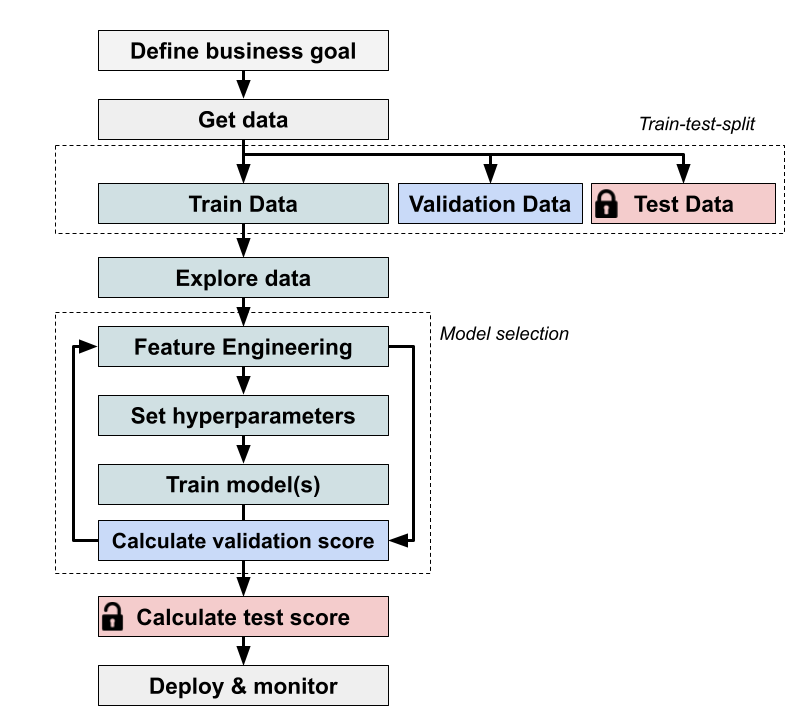 Define business goal
Get data
Train-test-split
Train Data
Validation Data
Test Data
Explore data
Model selection
Feature Engineering
Set hyperparameters
Train model(s)
Calculate validation score
Calculate test score
Deploy & monitor